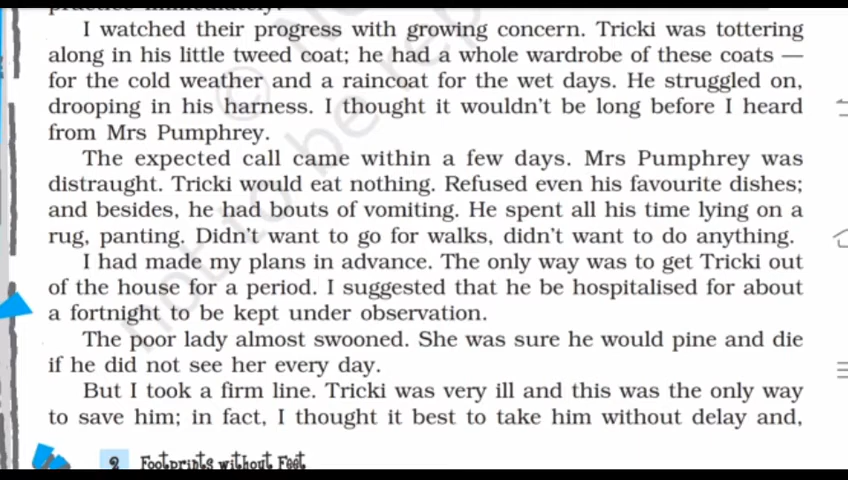 practice immediately.
I watched their progress with growing concern. Tricki was tottering
along in his little tweed coat; he had a whole wardrobe of these coats —
for the cold weather and a raincoat for the wet days. He struggled on,
drooping in his harness. I thought it wouldn't be long before I heard
from Mrs Pumphrey.
The expected call came within a few days. Mrs Pumphrey was
distraught. Tricki would eat nothing. Refused even his favourite dishes;
and besides, he had bouts of vomiting. He spent all his time lying on a
rug, panting. Didn't want to go for walks, didn't want to do anything.
I had made my plans in advance. The only way was to get Tricki out
of the house for a period. I suggested that he be hospitalised for about
a fortnight to be kept under observation.
The poor lady almost swooned. She was sure he would pine and die
if he did not see her every day.
But I took a firm line. Tricki was very ill and this was the only way
to save him; in fact, I thought it best to take him without delay and,
2 Footprints without Feet
not to be rep